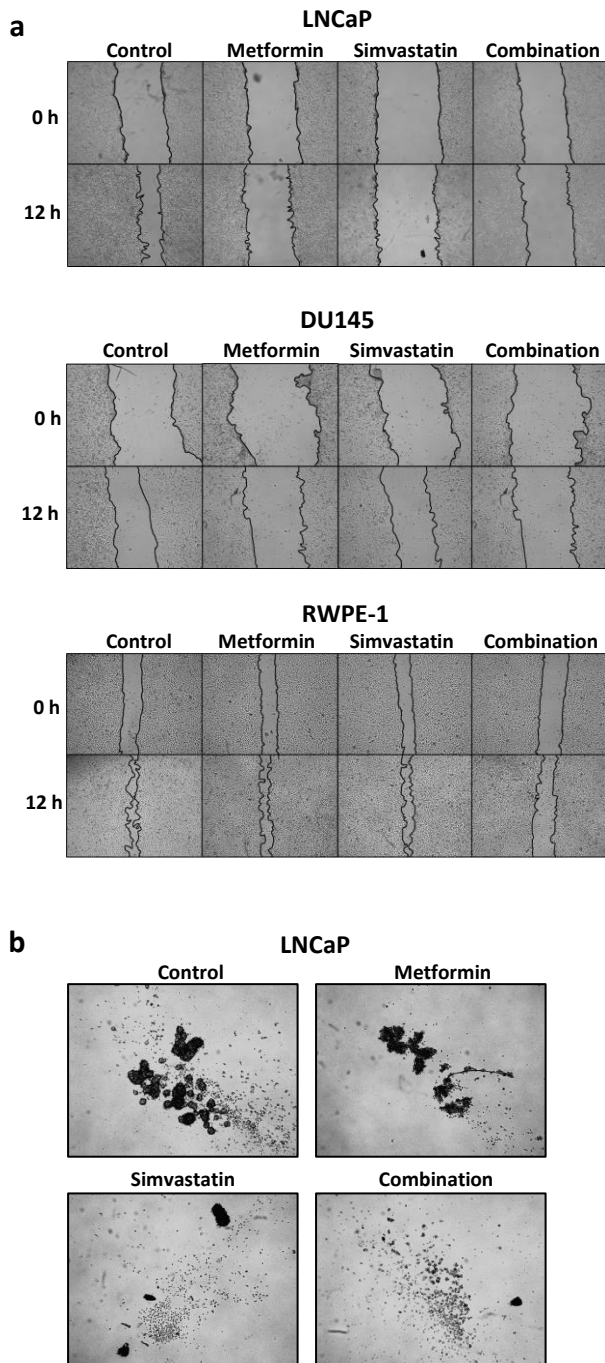 a
LNCaP
Control Metformin Simvastatin Combination
0 h
12 h
DU145
Control Metformin Simvastatin Combination
0 h
12 h
RWPE-1
Control Metformin Simvastatin Combination
0 h
12 h
b
LNCaP
Control Metformin
Simvastatin Combination